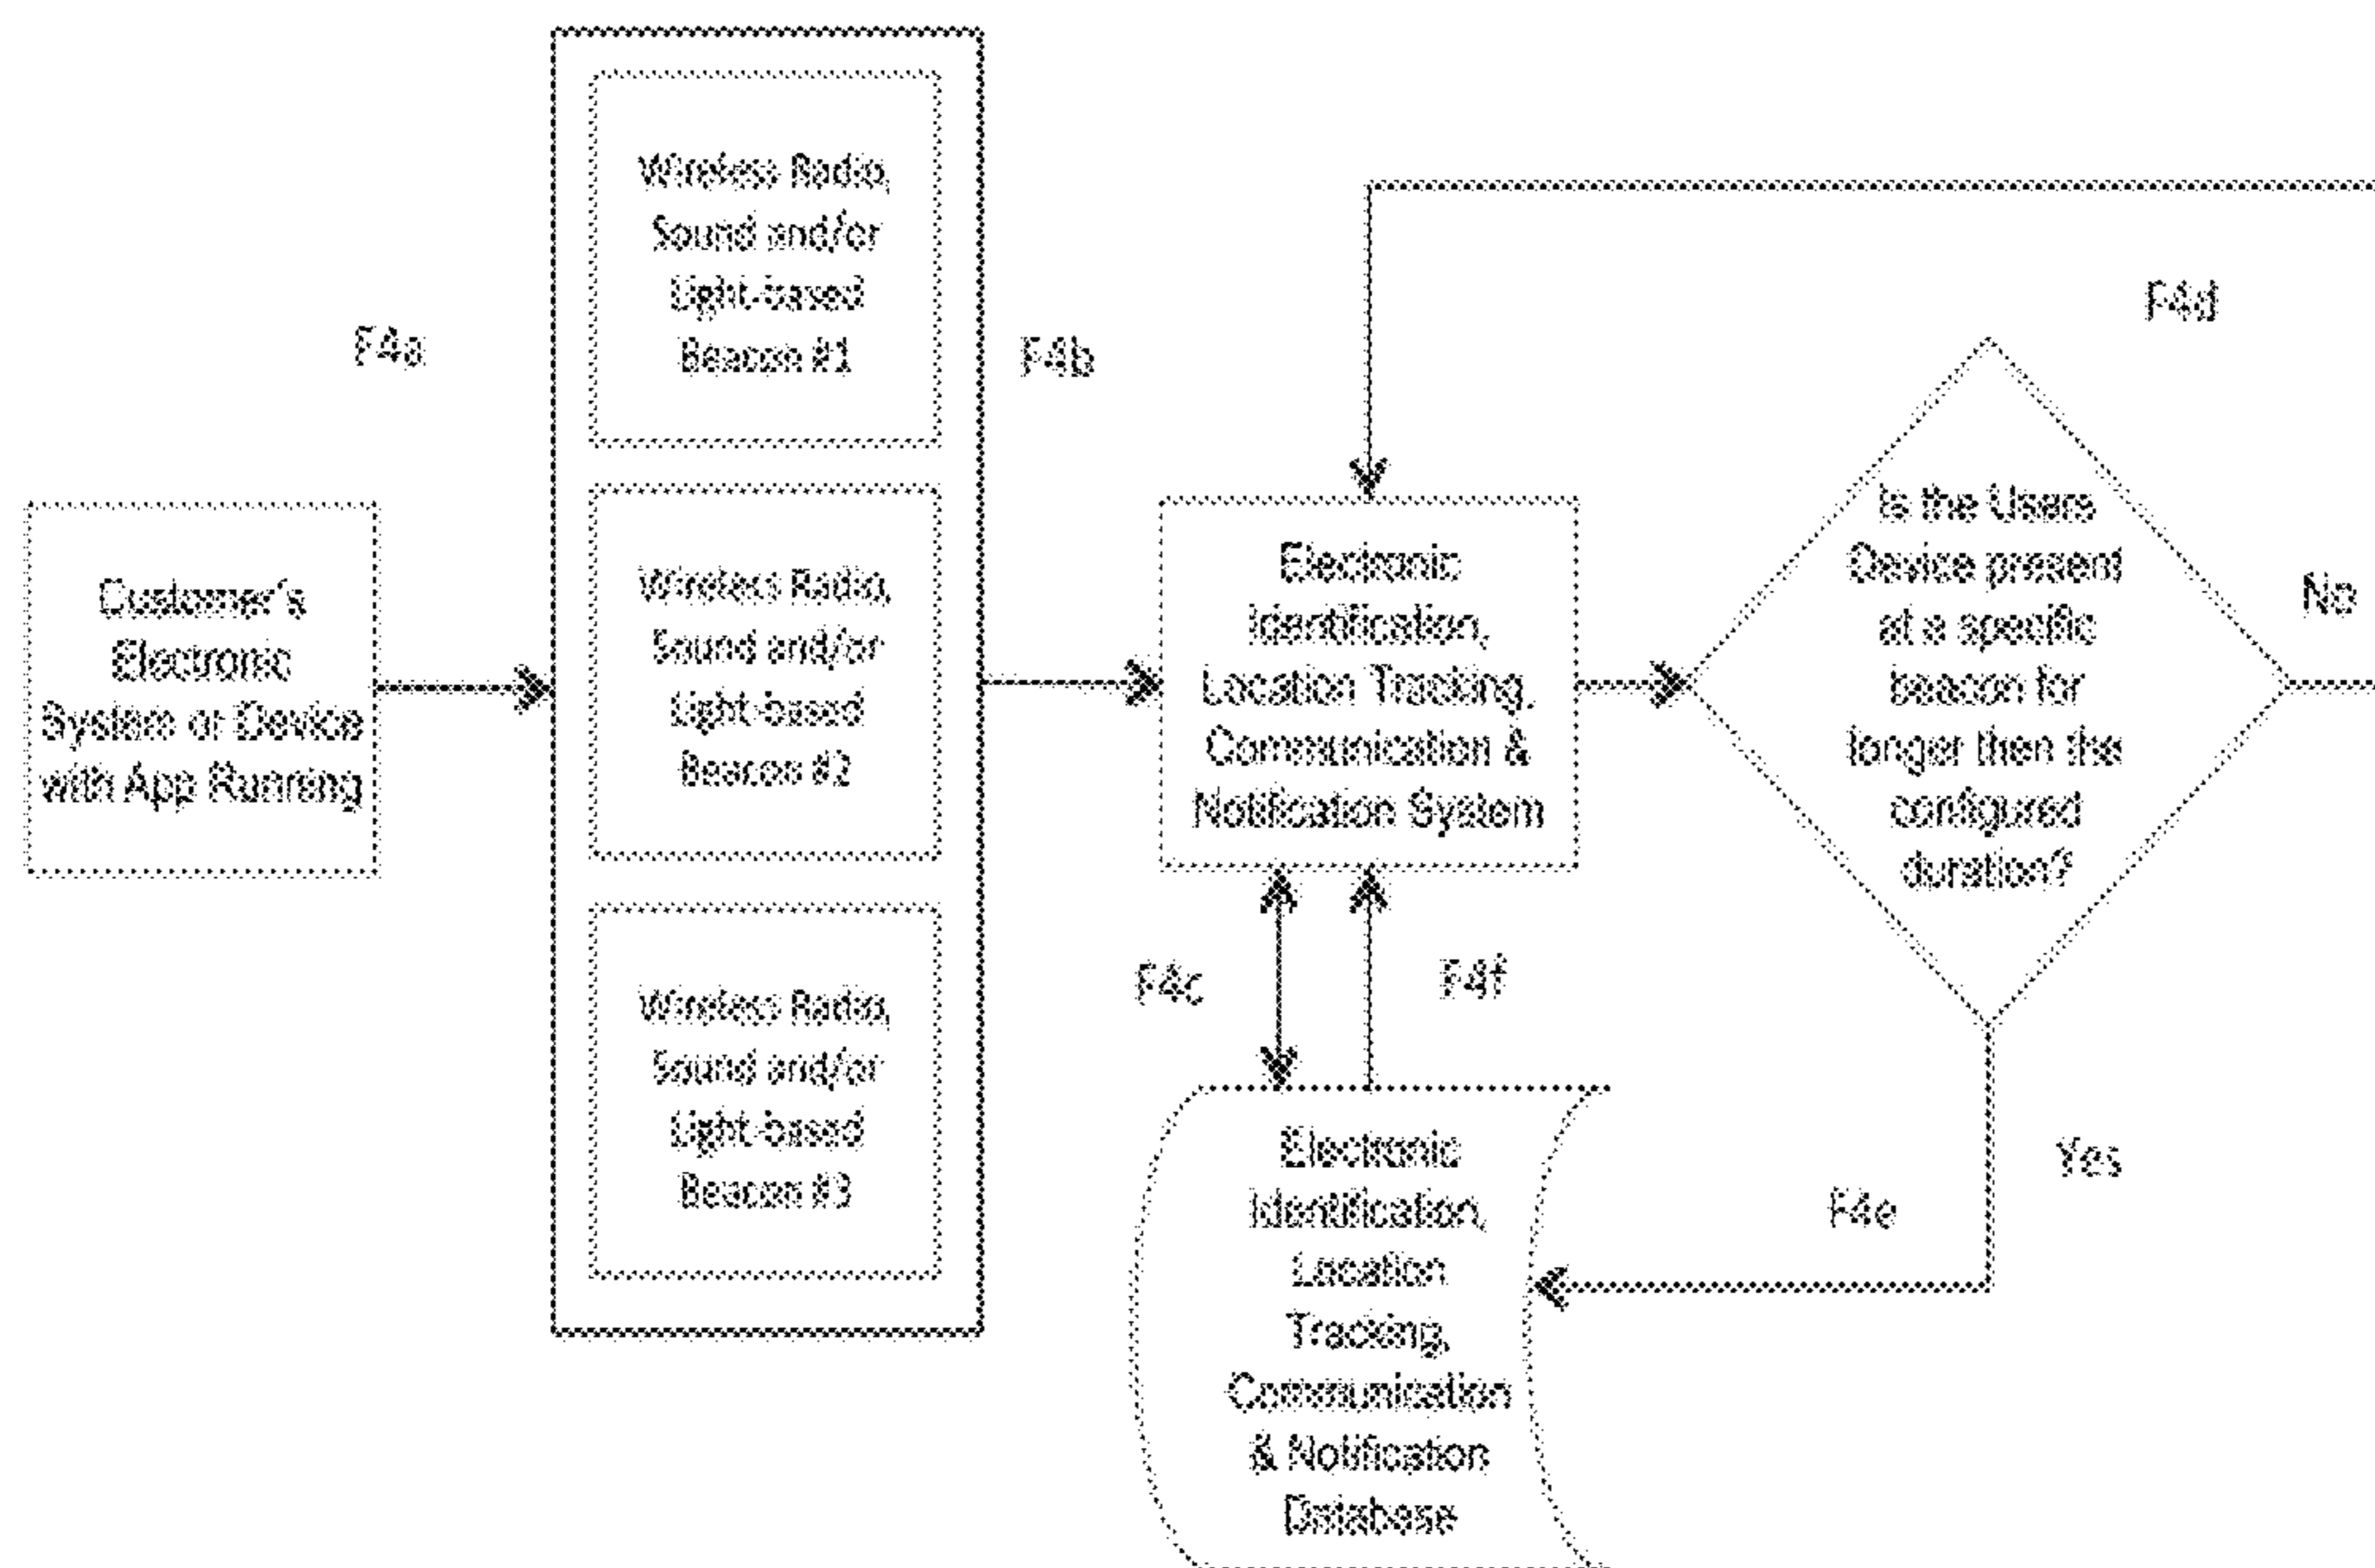 F4a
Customer's
Electronic
System or Device
with App Running
Wireless Radio,
Sound and/or
Light-based
Beacon #1
Wireless Radio,
Sound and/or
Light-based
Beacon #2
Wireless Radio,
Sound and/or
Light-based
Beacon #3
F4b
Electronic
Identification,
Location Tracking,
Communication &
Notification System
F4c
F4f
Electronic
Identification,
Location
Tracking,
Communication
& Notification
Database
F4d
Is the Users
Device present
at a specific
beacon for
longer then the
configured
duration?
No
Yes
F4e